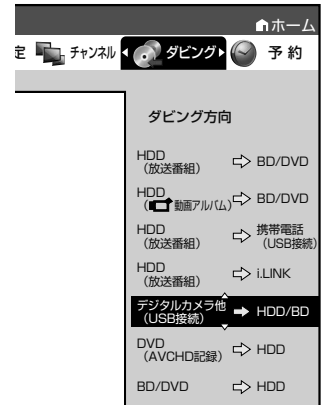 ホーム
定 チャンネル ダビング 予約
ダビング方向
HDD
(放送番組) ⇨ BD/DVD
HDD
(動画アルバム) ⇨ BD/DVD
HDD ⇨ 携帯電話
(放送番組) (USB接続)
HDD
(放送番組) ⇨ i.LINK
デジタルカメラ他
(USB接続) ➡ HDD/BD
DVD
(AVCHD記録) ⇨ HDD
BD/DVD ⇨ HDD